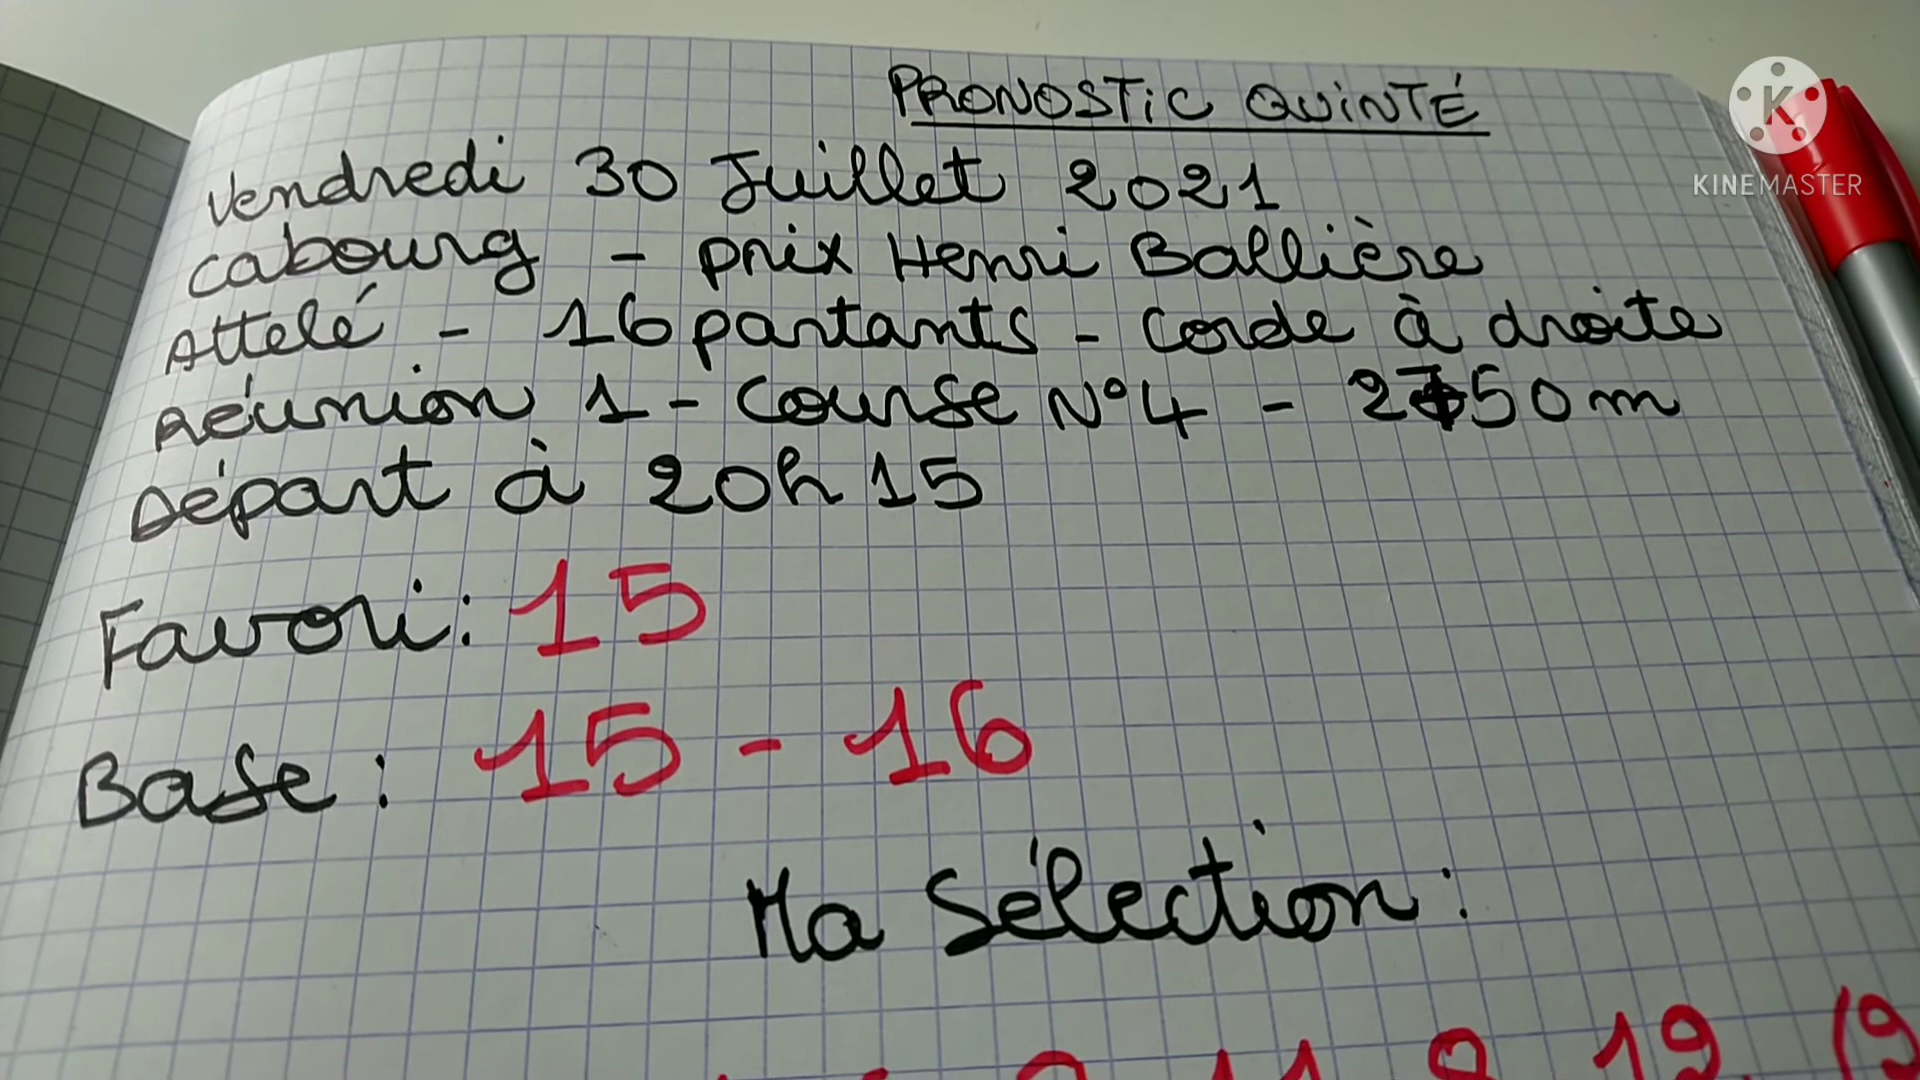 PRONOSTIC QUINTÉ
K
KINEMASTER
Vendredi 30 Juillet 2021
Cabourg - prix Henri Ballière
Attelé - 16 partants - Corde à droite
Réunion 1 - Course N°4 - 2750m
Départ à 20h15
Favori: 15
Base: 15 - 16
Ma Sélection: